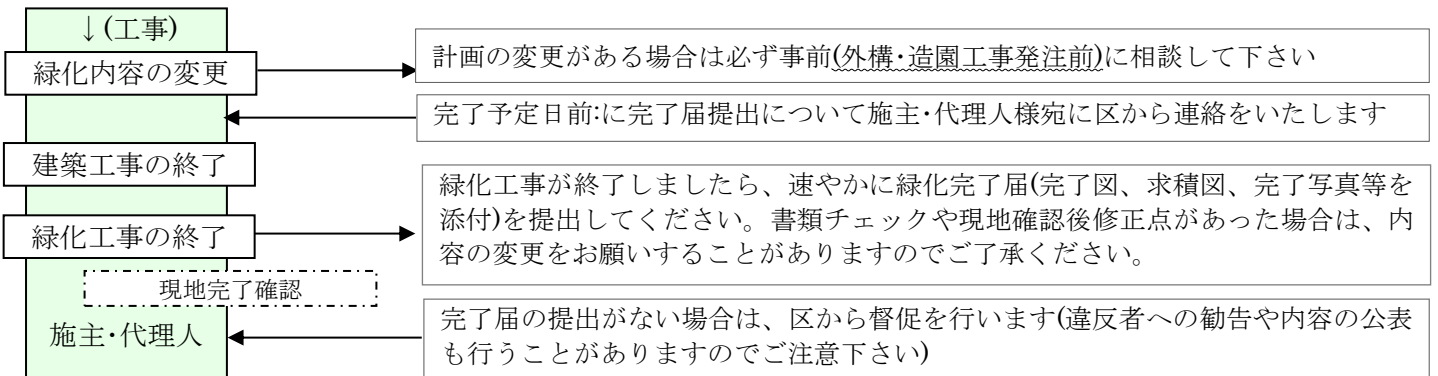 ↓(工事)
緑化内容の変更
計画の変更がある場合は必ず事前(外構・造園工事発注前)に相談して下さい
完了予定日前:に完了届提出について施主・代理人様宛に区から連絡をいたします
建築工事の終了
緑化工事の終了
緑化工事が終了しましたら、速やかに緑化完了届(完了図、求積図、完了写真等を
添付)を提出してください。書類チェックや現地確認後修正点があった場合は、内
容の変更をお願いすることがありますのでご了承ください。
現地完了確認
施主・代理人
完了届の提出がない場合は、区から督促を行います(違反者への勧告や内容の公表
も行うことがありますのでご注意下さい)